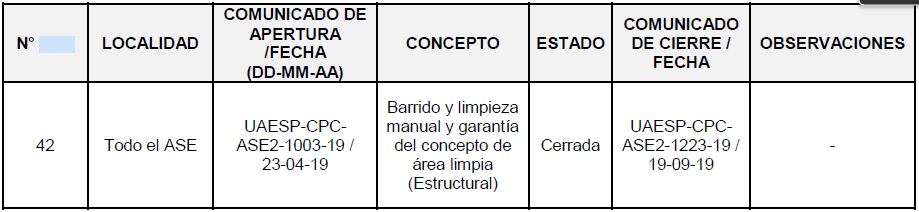 N°
LOCALIDAD
COMUNICADO DE
APERTURA
/FECHA
(DD-MM-AA)
CONCEPTO
ESTADO
COMUNICADO
DE CIERRE /
FECHA
OBSERVACIONES
42
Todo el ASE
UAESP-CPC-
ASE2-1003-19 /
23-04-19
Barrido y limpieza
manual y garantía
del concepto de
área limpia
(Estructural)
Cerrada
UAESP-CPC-
ASE2-1223-19 /
19-09-19
-